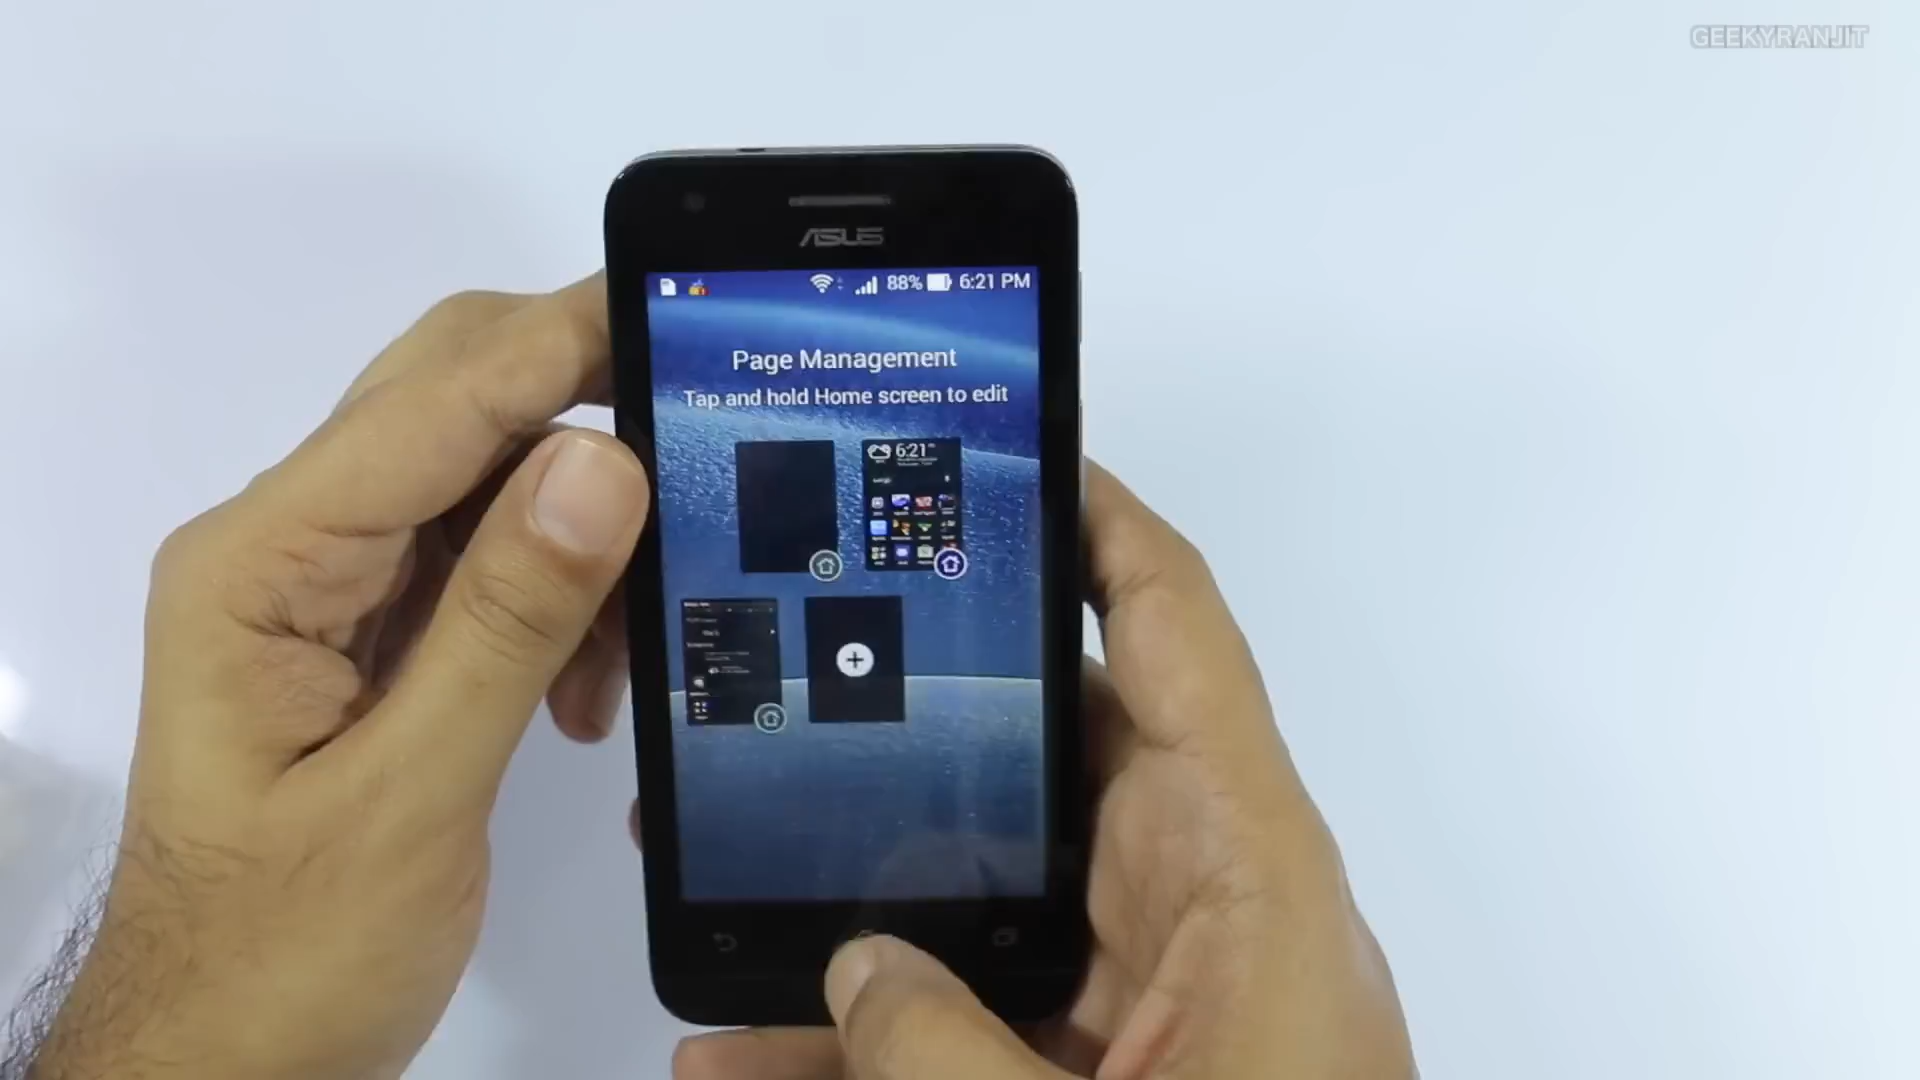 GEEKYRANJIT
ASUS
88% 6:21 PM
Page Management
Tap and hold Home screen to edit
6:21